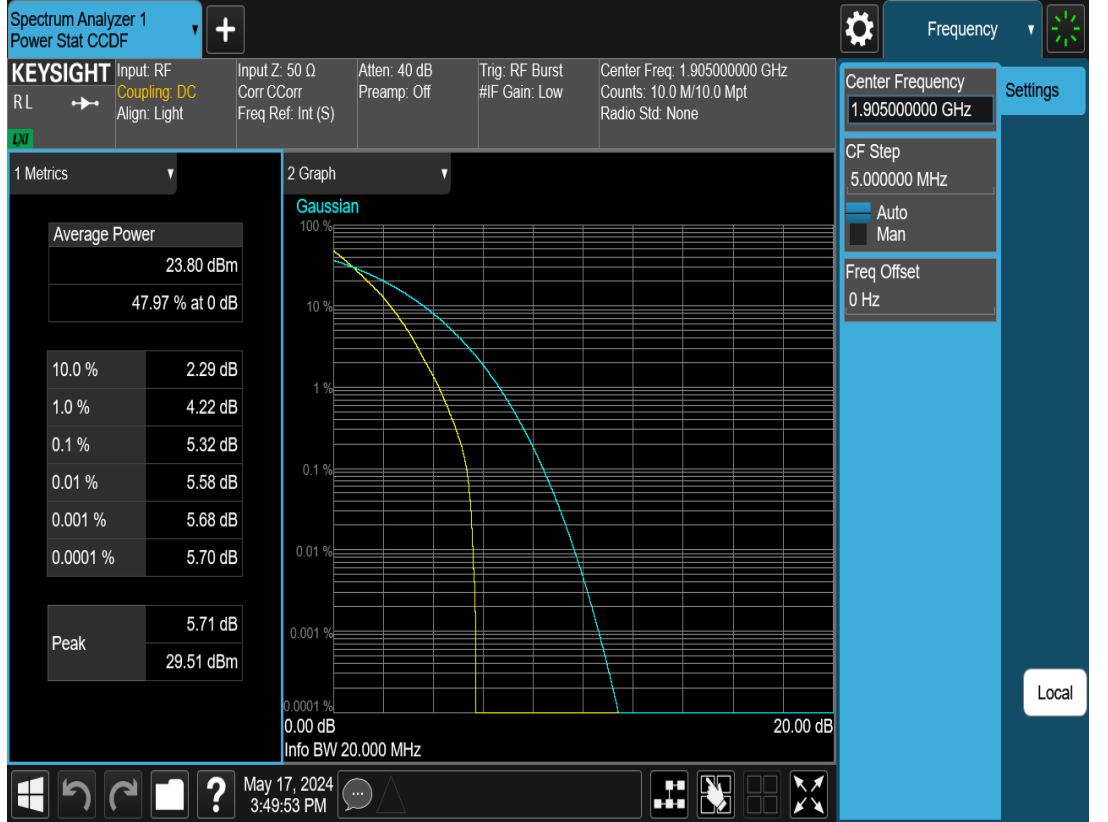 Spectrum Analyzer 1
Power Stat CCDF
+
Frequency
KEYSIGHT
RL
LXI
Input: RF
Coupling: DC
Align: Light
Input Z: 50 Ω
Corr CCorr
Freq Ref: Int (S)
Atten: 40 dB
Preamp: Off
Trig: RF Burst
#IF Gain: Low
Center Freq: 1.905000000 GHz
Counts: 10.0 M/10.0 Mpt
Radio Std: None
Center Frequency
1.905000000 GHz
Settings
CF Step
5.000000 MHz
Auto
Man
Freq Offset
0 Hz
Local
1 Metrics
Average Power
23.80 dBm
47.97 % at 0 dB
10.0 % 2.29 dB
1.0 % 4.22 dB
0.1 % 5.32 dB
0.01 % 5.58 dB
0.001 % 5.68 dB
0.0001 % 5.70 dB
Peak
5.71 dB
29.51 dBm
2 Graph
Gaussian
100 %
10 %
1 %
0.1 %
0.01 %
0.001 %
0.0001 %
0.00 dB 20.00 dB
Info BW 20.000 MHz
?
May 17, 2024
3:49:53 PM